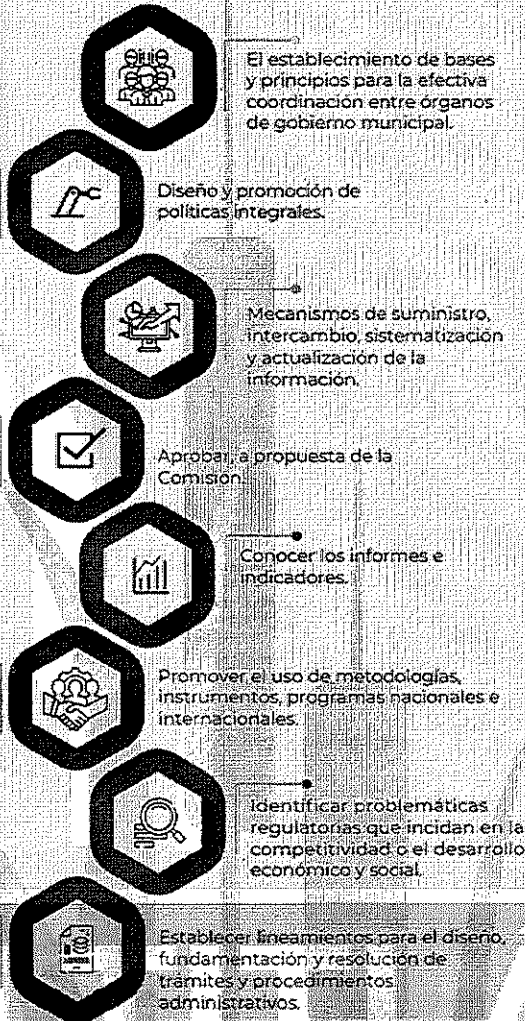 El establecimiento de bases
y principios para la efectiva
coordinación entre organos
de gobierno municipal.
Diseño y promoción de
políticas integrales.
Mecanismos de suministro,
intercambio, sistematización
y actualización de la
información.
Aprobar, a propuesta de la
Comisión.
Conocer los informes e
indicadores.
Promover el uso de metodologías,
instrumentos, programas nacionales e
internacionales.
Identificar problemáticas
regulatorias que incidan en la
competitividad o el desarrollo
económico y social.
Establecer lineamientos para el diseño,
fundamentación y resolución de
trámites y procedimientos
administrativos.